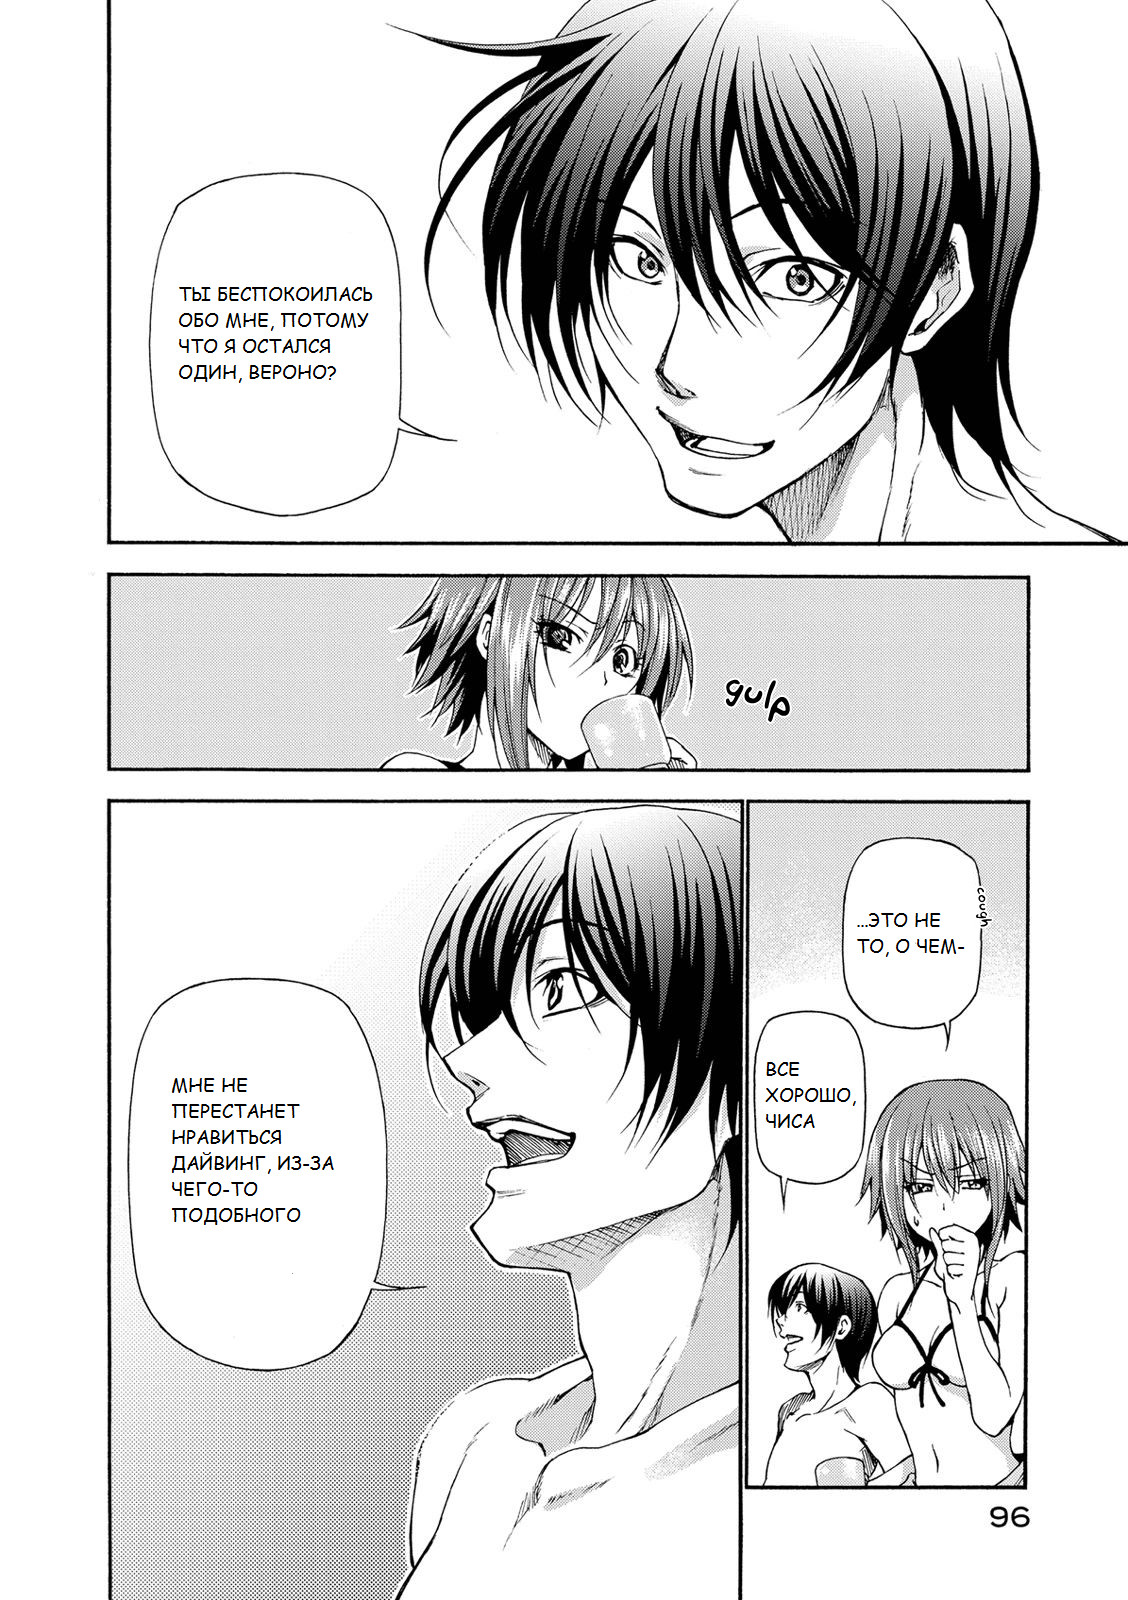 ТЫ БЕСПОКОИЛАСЬ
ОБО МНЕ, ПОТОМУ
ЧТО Я ОСТАЛСЯ
ОДИН, ВЕРОНО?
gulp
cough
...ЭТО НЕ
ТО, О ЧЕМ-
ВСЕ
ХОРОШО,
ЧИСА
МНЕ НЕ
ПЕРЕСТАНЕТ
НРАВИТЬСЯ
ДАЙВИНГ, ИЗ-ЗА
ЧЕГО-ТО
ПОДОБНОГО
96